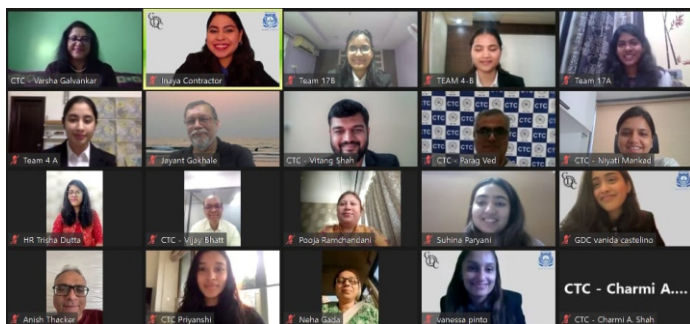 CTC - Varsha Galvankar
Inaya Contractor
Team 17B
TEAM 4-B
Team 17A
Team 4 A
Jayant Gokhale
CTC - Vitang Shah
CTC - Parag Ved
CTC - Niyati Mankad
HR Trisha Dutta
CTC - Vijay Bhatt
Pooja Ramchandani
Suhina Paryani
GDC vanida castelino
Anish Thacker
CTC Priyanshi
Neha Gada
vanessa pinto
CTC - Charmi A....
CTC - Charmi A. Shah